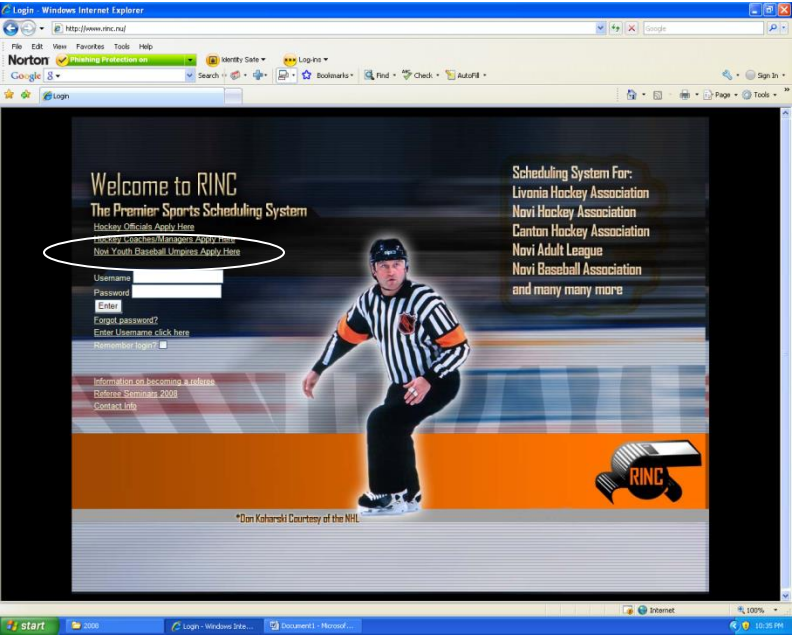 Login - Windows Internet Explorer
http://www.rinc.nu/
Google
File Edit View Favorites Tools Help
Norton Phishing Protection on Identity Safe Log-ins
Google Search Bookmarks Find Check AutoFill Sign In
Login
Page Tools
Welcome to RINC
The Premier Sports Scheduling System
Hockey Officials Apply Here
Hockey Coaches/Managers Apply Here
Novi Youth Baseball Umpires Apply Here
Username
Password
Enter
Forgot password?
Enter Username click here
Remember login?
Information on becoming a referee
Referee Seminars 2008
Contact Info
Scheduling System For:
Livonia Hockey Association
Novi Hockey Association
Canton Hockey Association
Novi Adult League
Novi Baseball Association
and many many more
RINC
*Don Koharski Courtesy of the NHL
Internet 100%
start 2008 Login - Windows Inte... Document1 - Microsof... 10:35 PM